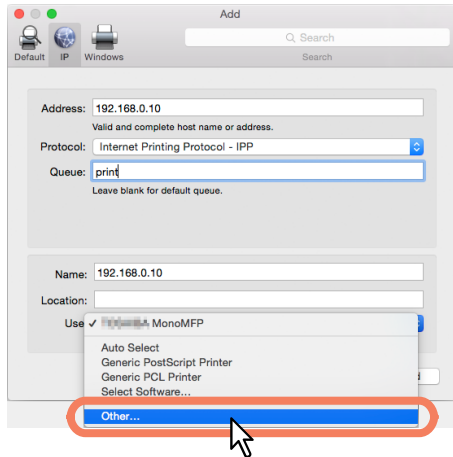 Add
Default IP Windows
Search
Search
Address: 192.168.0.10
Valid and complete host name or address.
Protocol: Internet Printing Protocol - IPP
Queue: print
Leave blank for default queue.
Name: 192.168.0.10
Location:
Use ✓ MonoMFP
Auto Select
Generic PostScript Printer
Generic PCL Printer
Select Software...
Other...